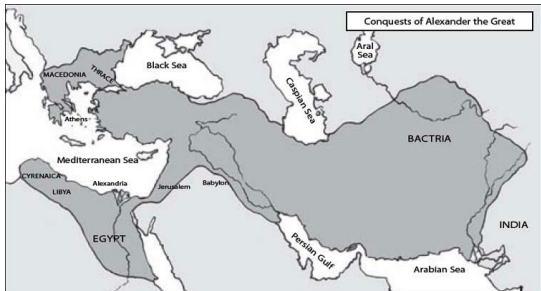 Conquests of Alexander the Great
Aral
Sea
Black Sea
MACEDONIA
THRACE
Caspian Sea
Athens
BACTRIA
Mediterranean Sea
CYRENAICA
Alexandria
Jerusalem
Babylon
LIBYA
INDIA
EGYPT
Persian Gulf
Arabian Sea